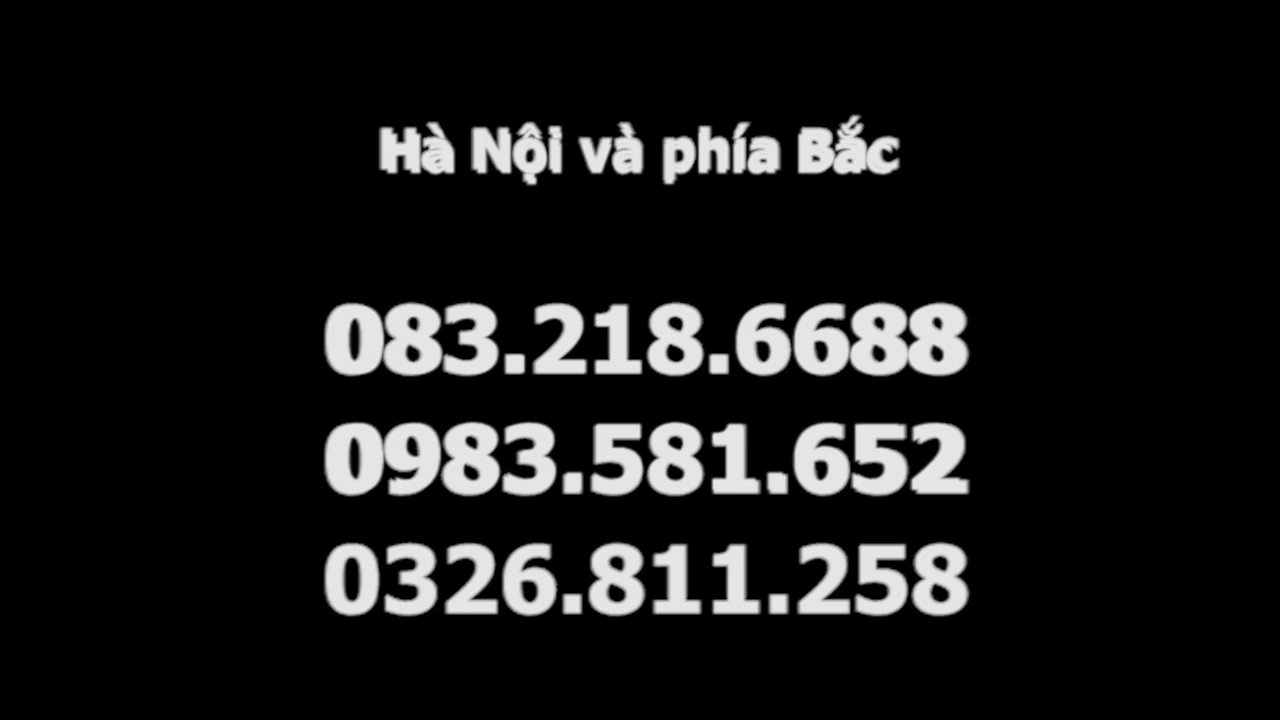 Hà Nội và phía Bắc
083.218.6688
0983.581.652
0326.811.258